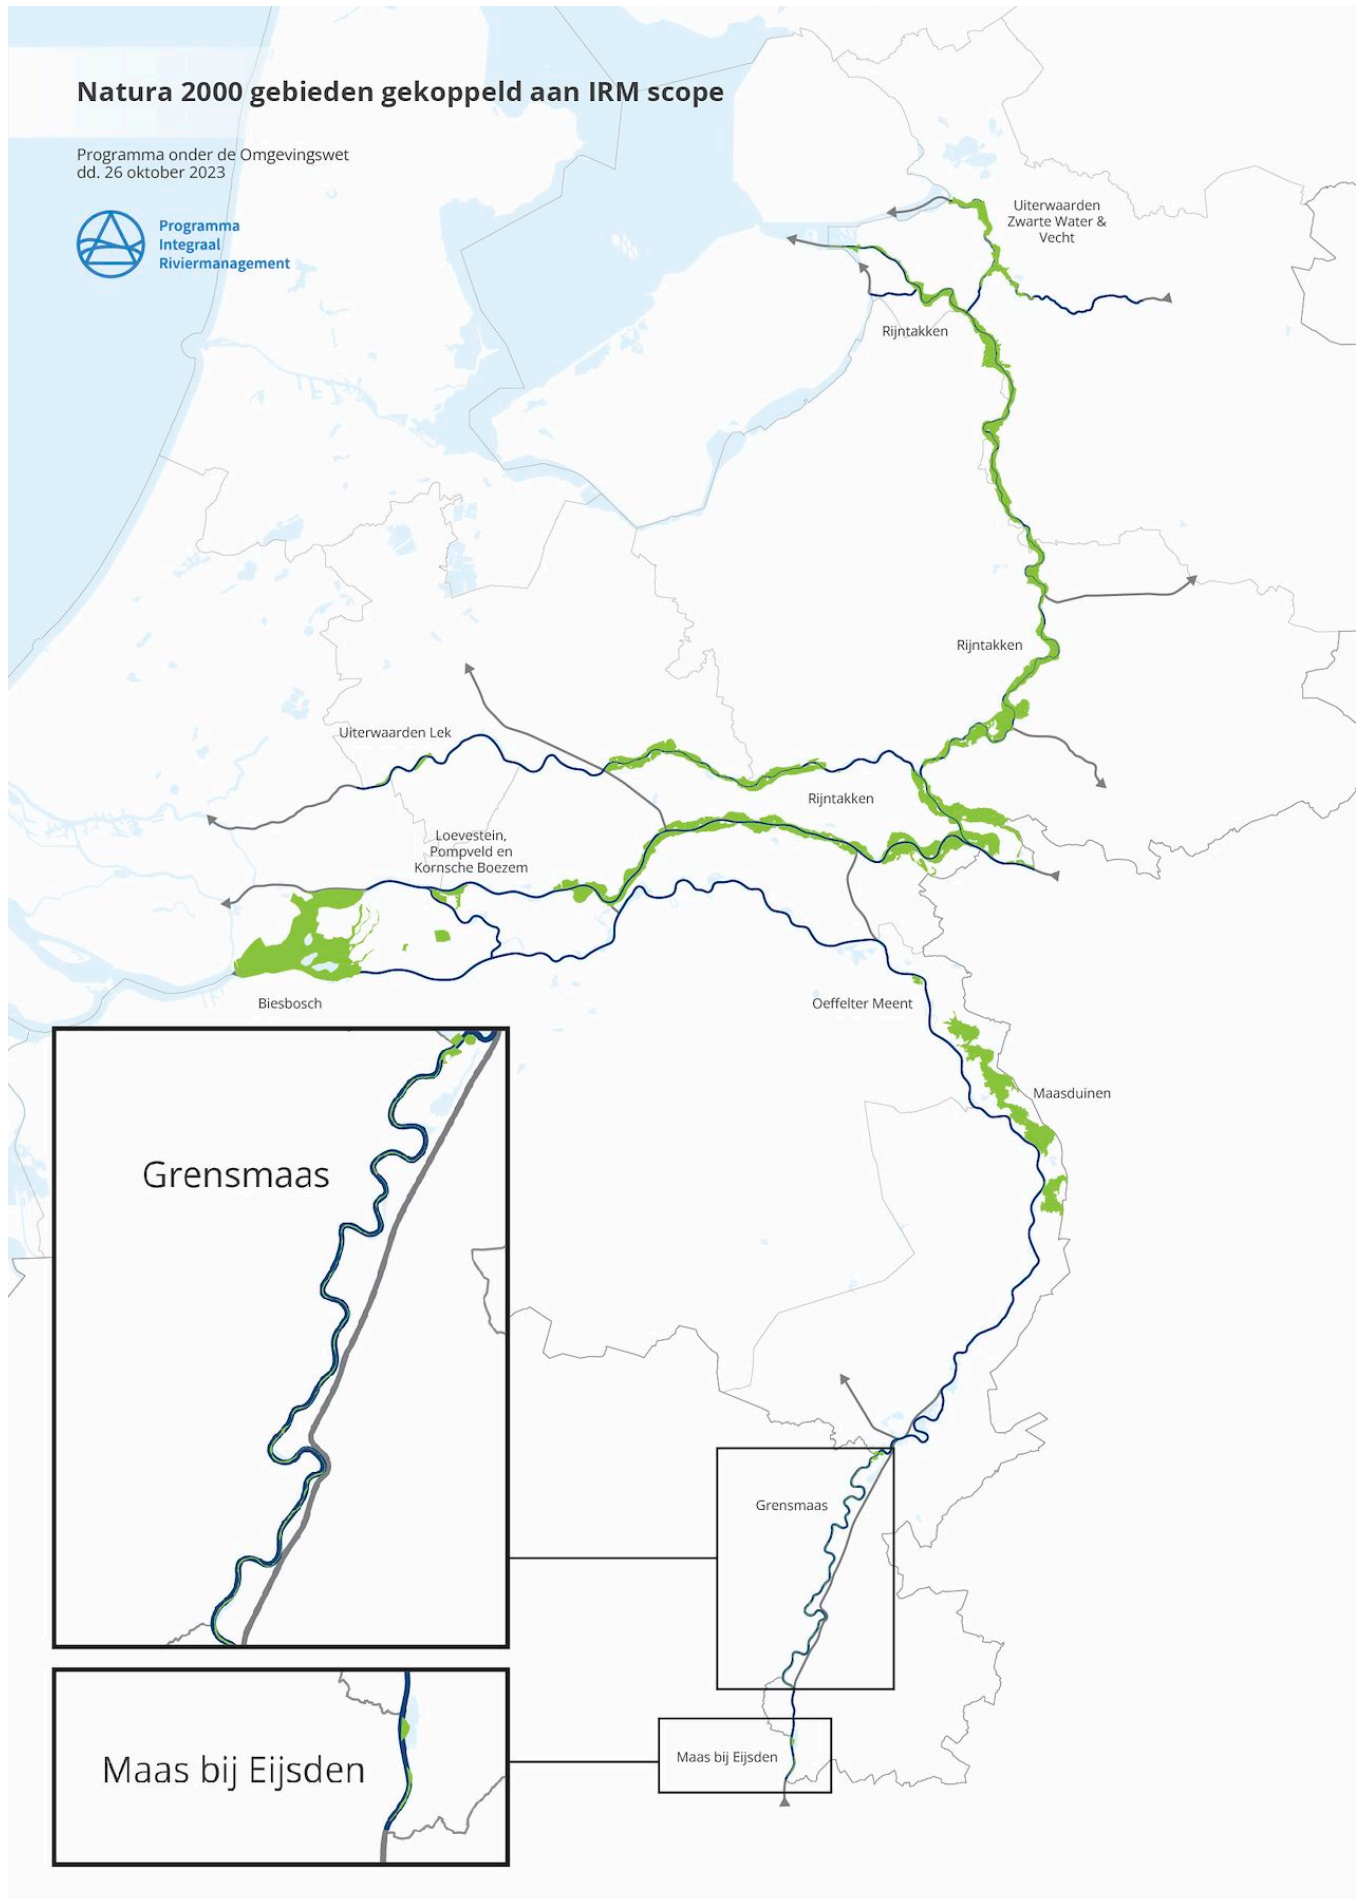 Natura 2000 gebieden gekoppeld aan IRM scope
Programma onder de Omgevingswet
dd. 26 oktober 2023
Programma
Integraal
Riviermanagement
Uiterwaarden
Zwarte Water &
Vecht
Rijntakken
Rijntakken
Uiterwaarden Lek
Rijntakken
Loevestein,
Pompveld en
Kornsche Boezem
Biesbosch
Oeffelter Meent
Maasduinen
Grensmaas
Grensmaas
Maas bij Eijsden
Maas bij Eijsden